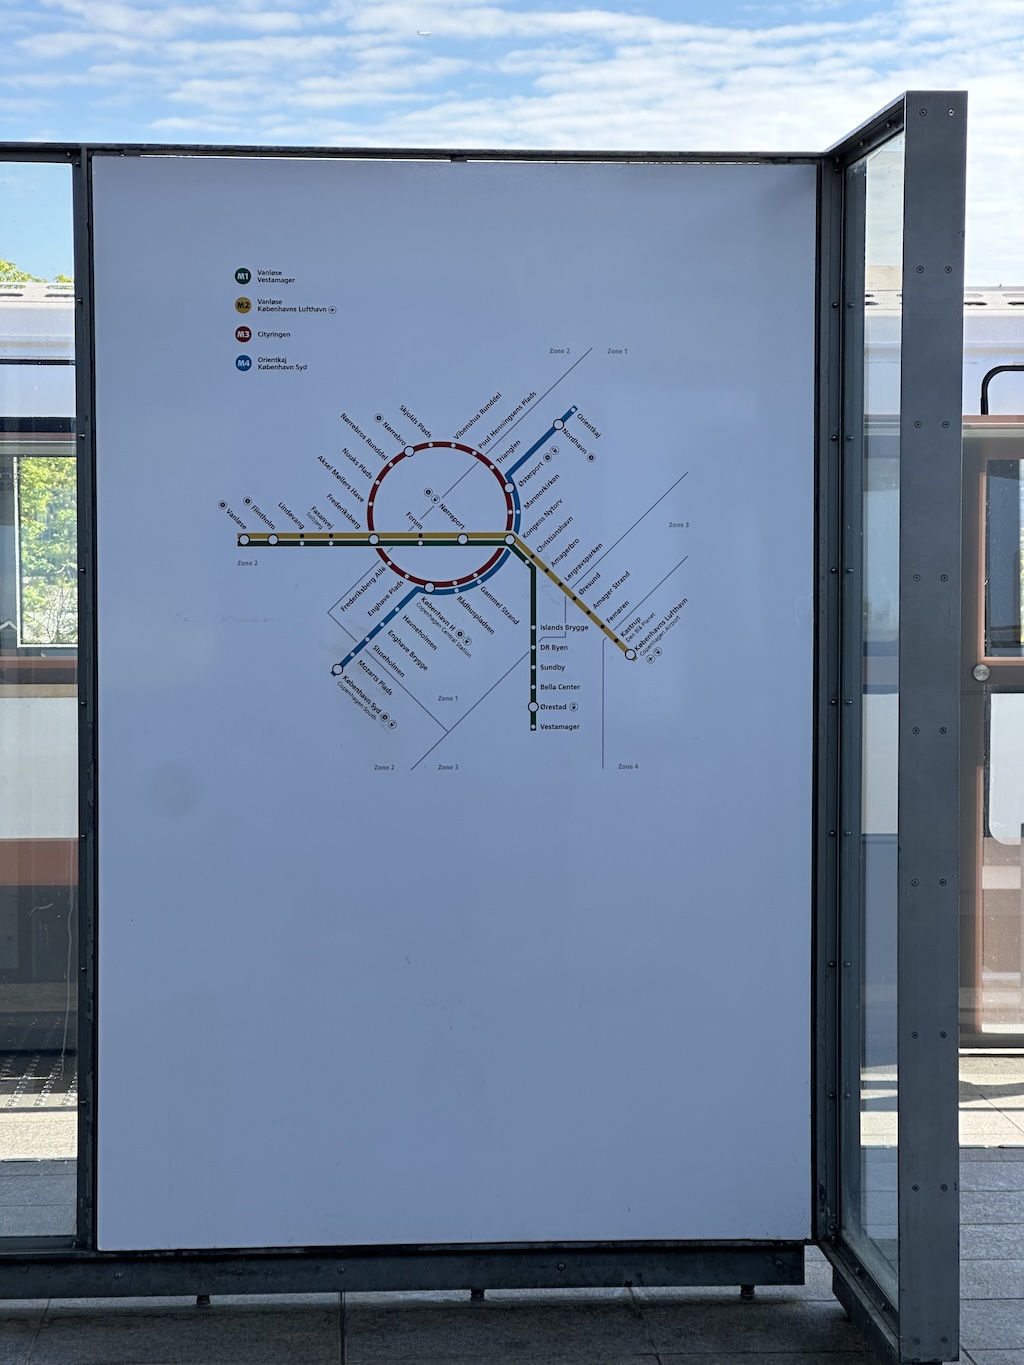 M1
Vanløse
Vestamager
M2
Vanløse
Københavns Lufthavn
M3
Cityringen
M4
Orientkaj
København Syd
Zone 2
Zone 1
Vibenshus Runddel
Poul Henningsens Plads
Skjolds Plads
Nørrebro
Nørrebros Runddel
Nuuks Plads
Aksel Møllers Have
Frederiksberg
Trianglen
Orientkaj
Nordhavn
Østerport
Marmorkirken
Kongens Nytorv
Christianshavn
Amagerbro
Lergravsparken
Øresund
Amager Strand
Femøren
Kastrup
Den Blå Planet
Københavns Lufthavn
Copenhagen Airport
Zone 3
Vanløse
Flintholm
Lindevang
Fasanvej
Solbjerg
Forum
Nørreport
Zone 2
Frederiksberg Allé
Enghave Plads
København H
Copenhagen Central Station
Rådhuspladsen
Gammel Strand
Havneholmen
Enghave Brygge
Sluseholmen
Mozarts Plads
København Syd
Copenhagen South
Islands Brygge
DR Byen
Sundby
Bella Center
Ørestad
Vestamager
Zone 1
Zone 2
Zone 3
Zone 4